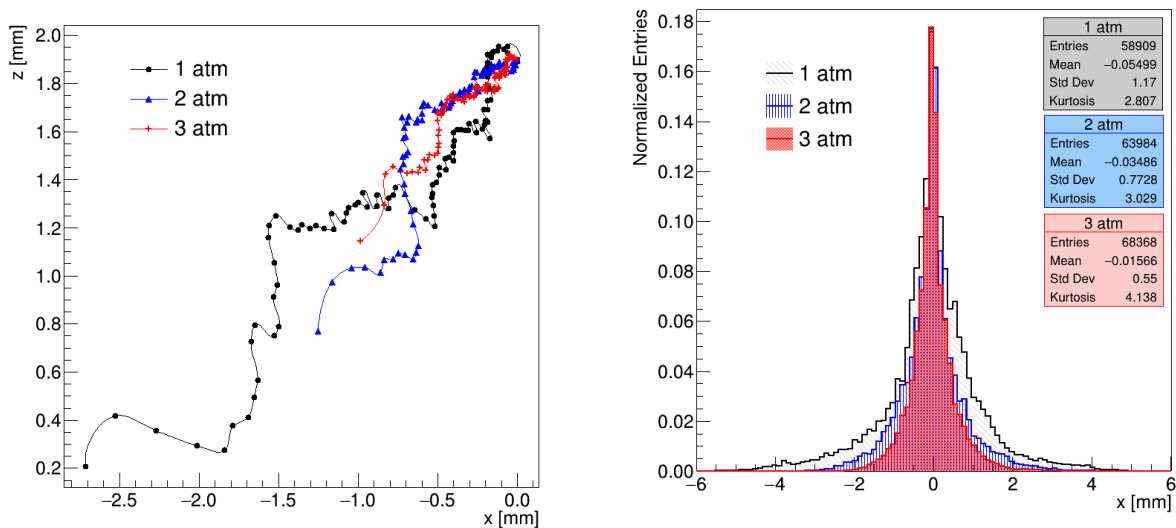 z [mm]
2.0
1.8
1.6
1.4
1.2
1.0
0.8
0.6
0.4
0.2
1 atm
2 atm
3 atm
−2.5 −2.0 −1.5 −1.0 −0.5 0.0
x [mm]
Normalized Entries
0.18
0.16
0.14
0.12
0.10
0.08
0.06
0.04
0.02
0.00
1 atm
2 atm
3 atm
1 atm
Entries 58909
Mean −0.05499
Std Dev 1.17
Kurtosis 2.807
2 atm
Entries 63984
Mean −0.03486
Std Dev 0.7728
Kurtosis 3.029
3 atm
Entries 68368
Mean −0.01566
Std Dev 0.55
Kurtosis 4.138
−6 −4 −2 0 2 4 6
x [mm]